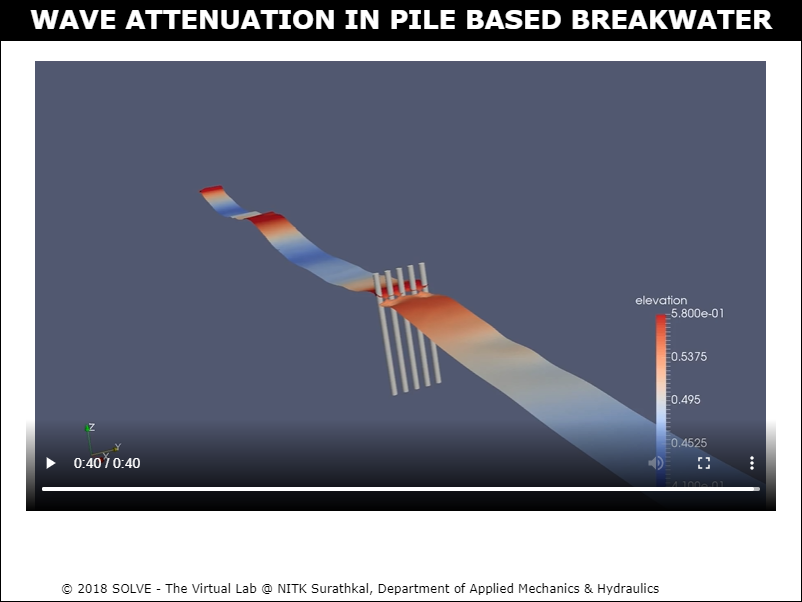 WAVE ATTENUATION IN PILE BASED BREAKWATER
elevation
5.800e-01
0.5375
0.495
0.4525
4.100e-01
Z
Y
X
0:40 / 0:40
© 2018 SOLVE - The Virtual Lab @ NITK Surathkal, Department of Applied Mechanics & Hydraulics